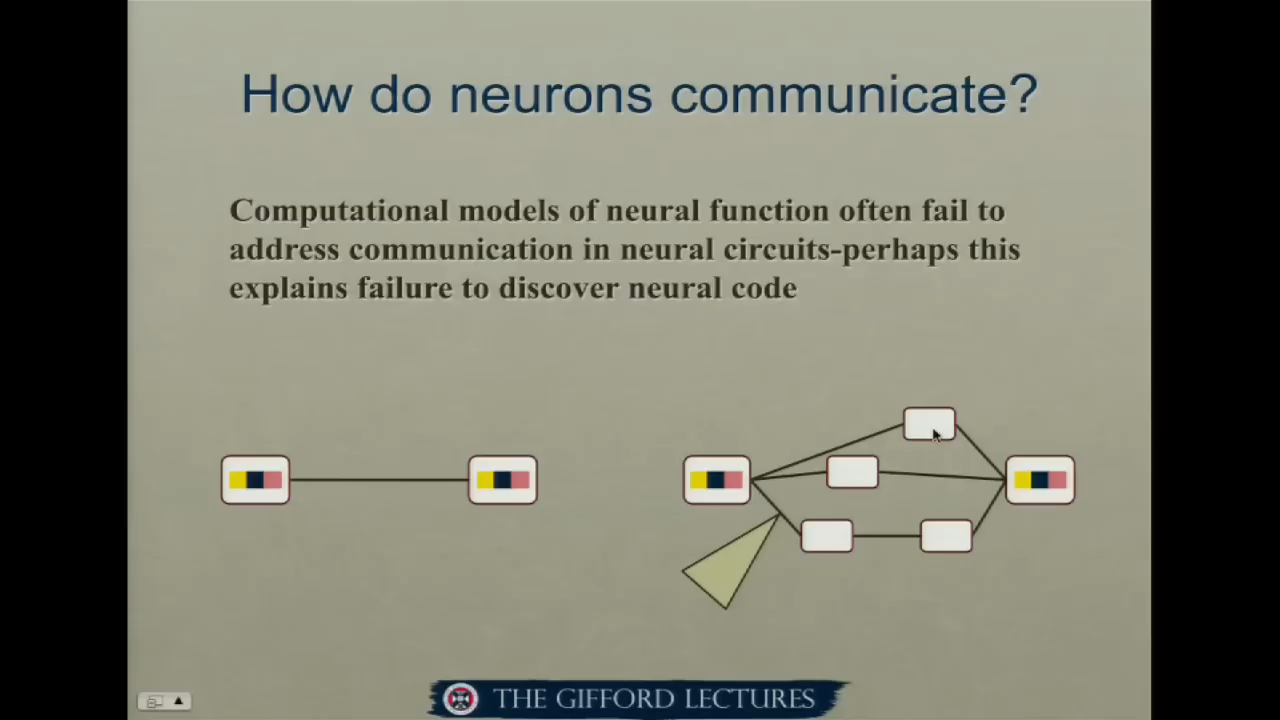 How do neurons communicate?
Computational models of neural function often fail to
address communication in neural circuits-perhaps this
explains failure to discover neural code
THE GIFFORD LECTURES